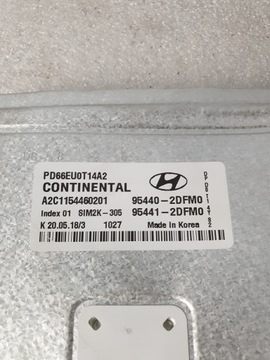 PD66EU0T14A2
CONTINENTAL
A2C1154460201 95440-2DFM0
Index 01 SIM2K-305 95441-2DFM0
K 20.05.18/3 1027 Made in Korea